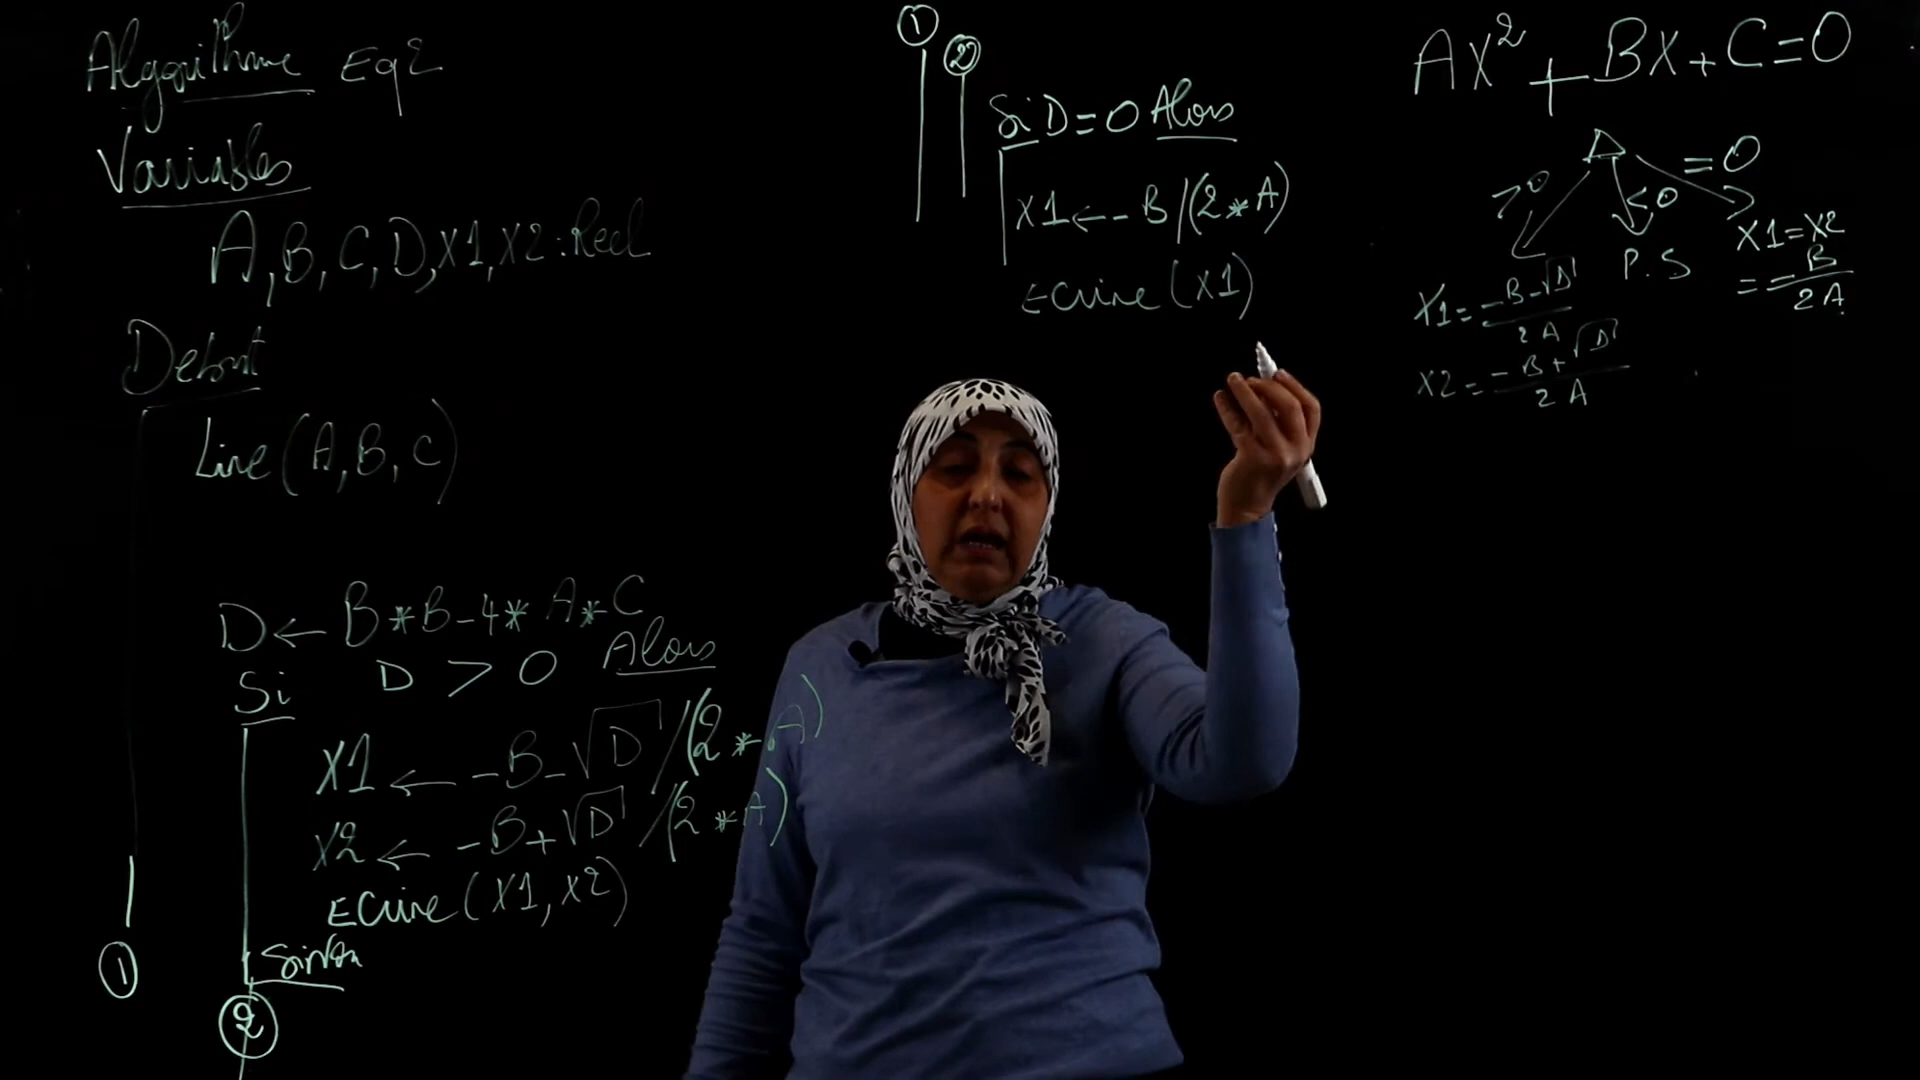 Algorithme Eq2
Variables
A, B, C, D, X1, X2 : Reel
Debut
Lire (A, B, C)
D ← B * B - 4 * A * C
Si D > 0 Alors
X1 ← - B - √D / (2 * A)
X2 ← - B + √D / (2 * A)
ECrire (X1, X2)
Sinon
1
2
1
2
Si D = 0 Alors
X1 ← - B / (2 * A)
ECrire (X1)
AX² + BX + C = 0
Δ
> 0
< 0
= 0
X1 = -B - √D / 2A
X2 = -B + √D / 2A
P.S
X1 = X2
= -B / 2A